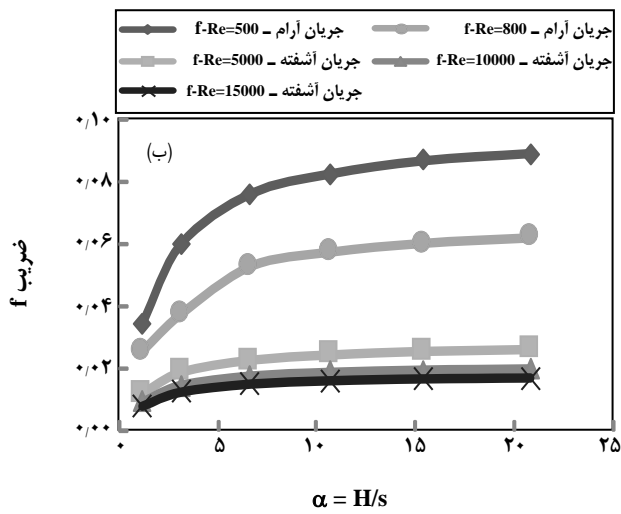 f-Re=500 ـ جریان آرام
f-Re=800 ـ جریان آرام
f-Re=5000 ـ جریان آشفته
f-Re=10000 ـ جریان آشفته
f-Re=15000 ـ جریان آشفته
(ب)
ضریب f
۰/۱۰
۰/۰۸
۰/۰۶
۰/۰۴
۰/۰۲
۰/۰۰
۰ ۵ ۱۰ ۱۵ ۲۰ ۲۵
α = H/s